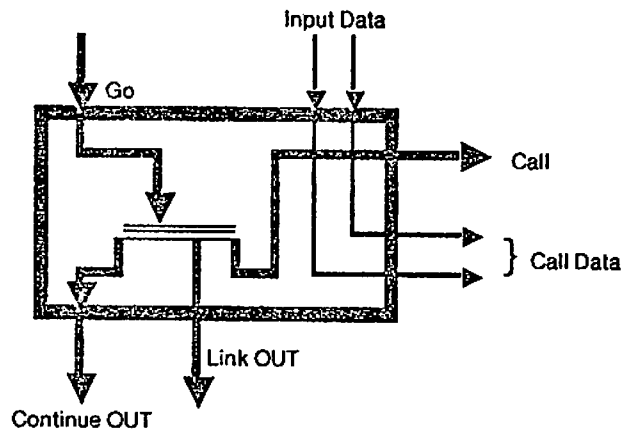 Input Data
Go
Call
Call Data
Link OUT
Continue OUT